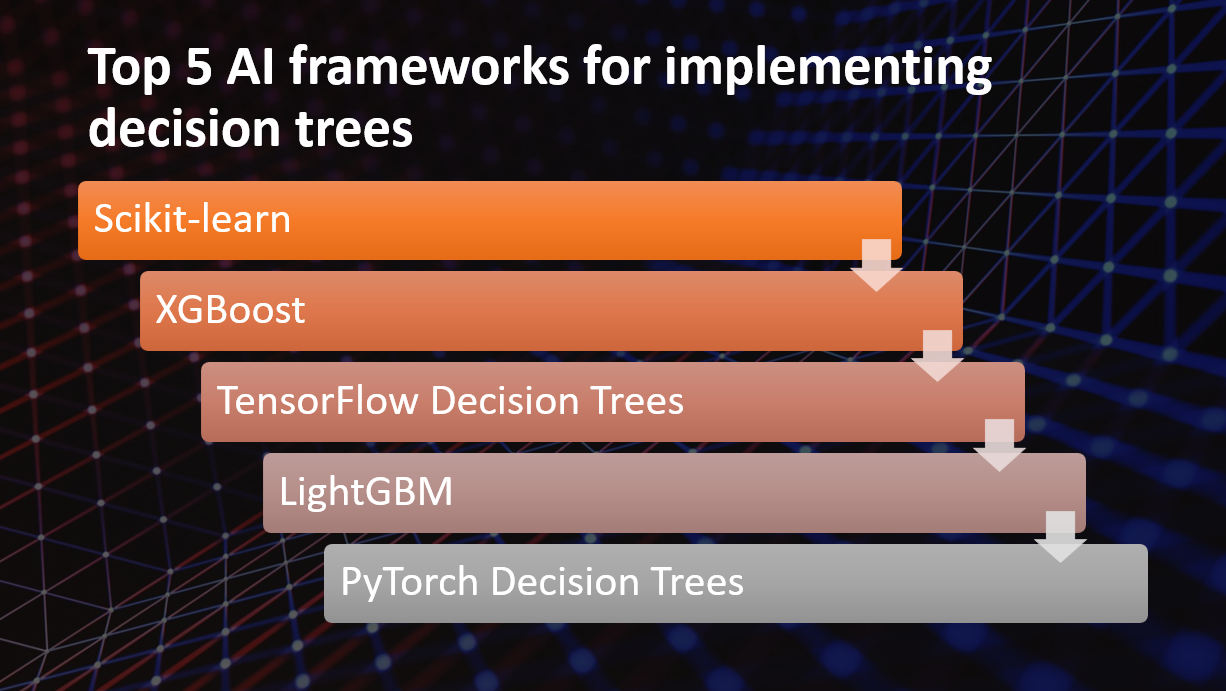 Top 5 AI frameworks for implementing
decision trees
Scikit-learn
XGBoost
TensorFlow Decision Trees
LightGBM
PyTorch Decision Trees